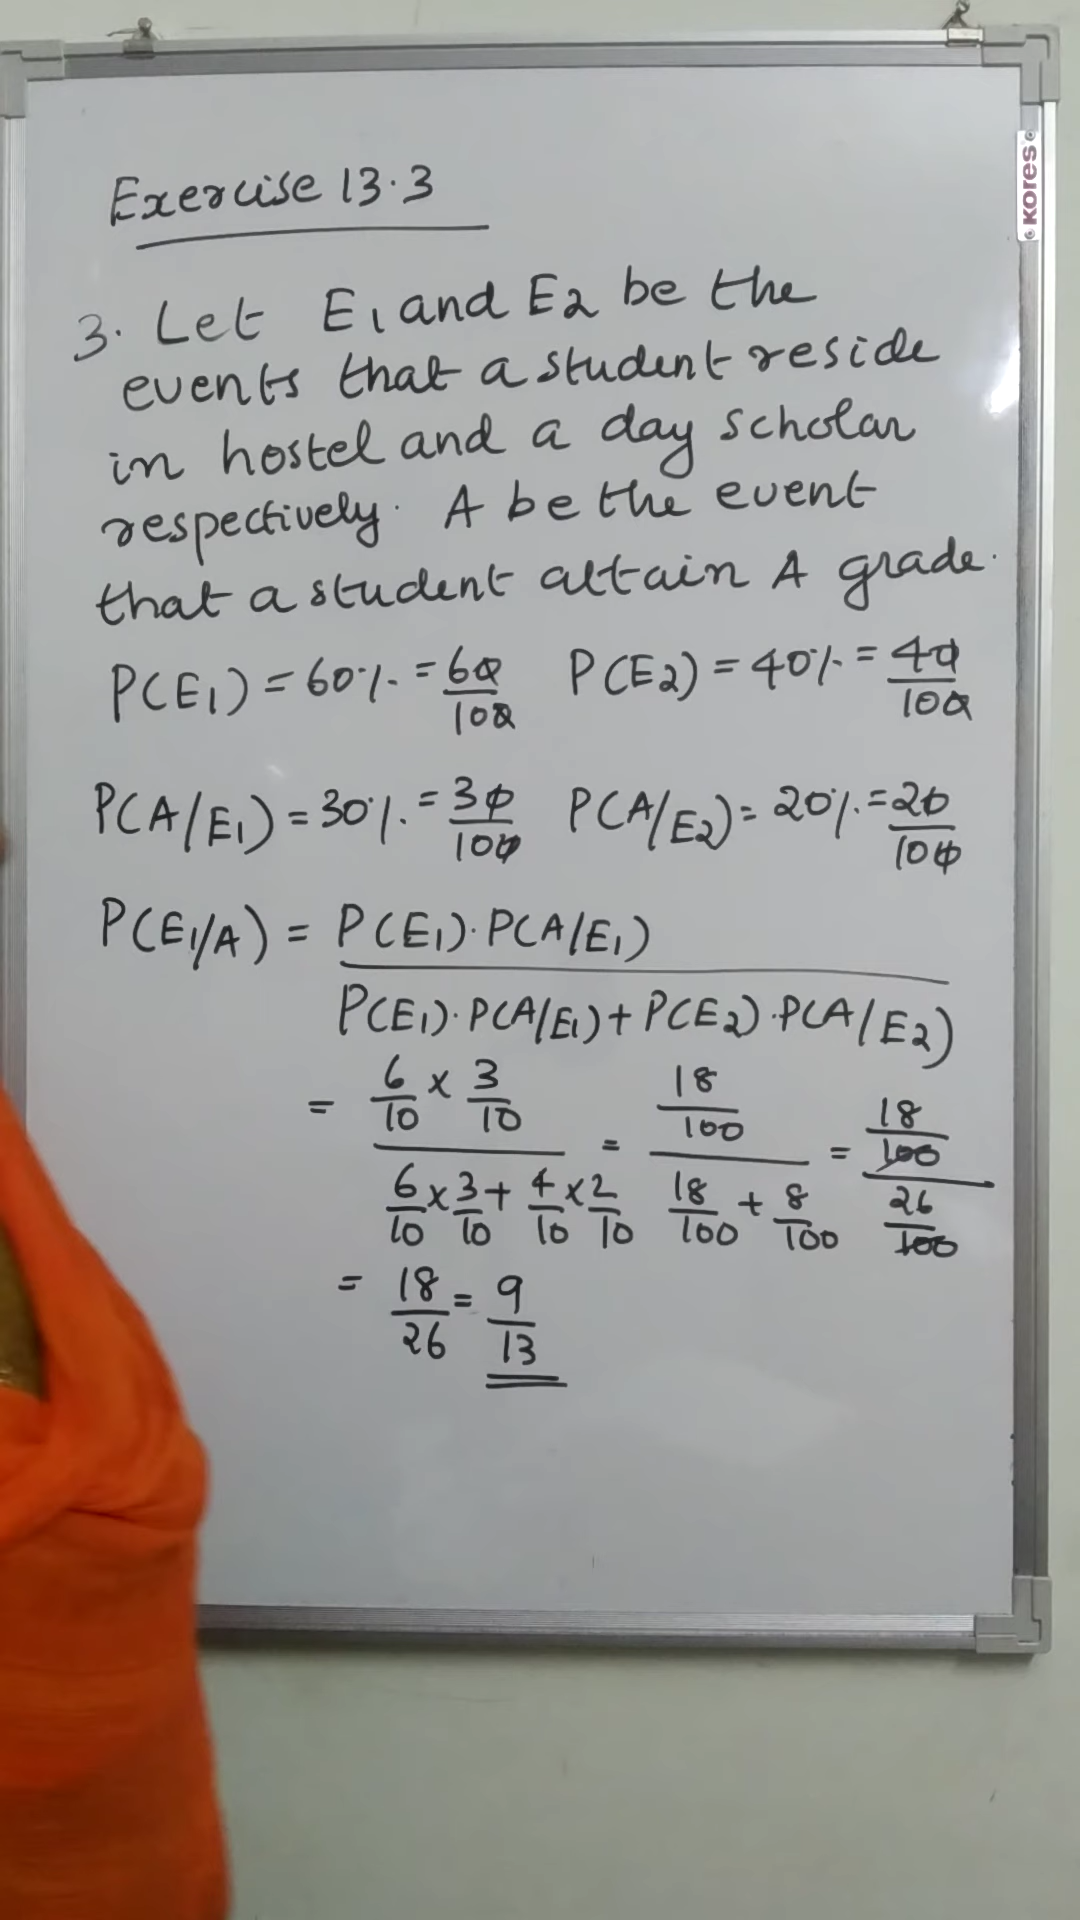 Exercise 13.3
KORES
3. Let E1 and E2 be the
events that a student reside
in hostel and a day scholar
respectively. A be the event
that a student attain A grade.
P(E1) = 60% = 60/100 P(E2) = 40% = 40/100
P(A/E1) = 30% = 30/100 P(A/E2) = 20% = 20/100
P(E1/A) = P(E1).P(A/E1) / P(E1).P(A/E1) + P(E2).P(A/E2)
= 6/10 × 3/10 / 6/10 × 3/10 + 4/10 × 2/10 = 18/100 / 18/100 + 8/100 = 18/100 / 26/100
= 18/26 = 9/13